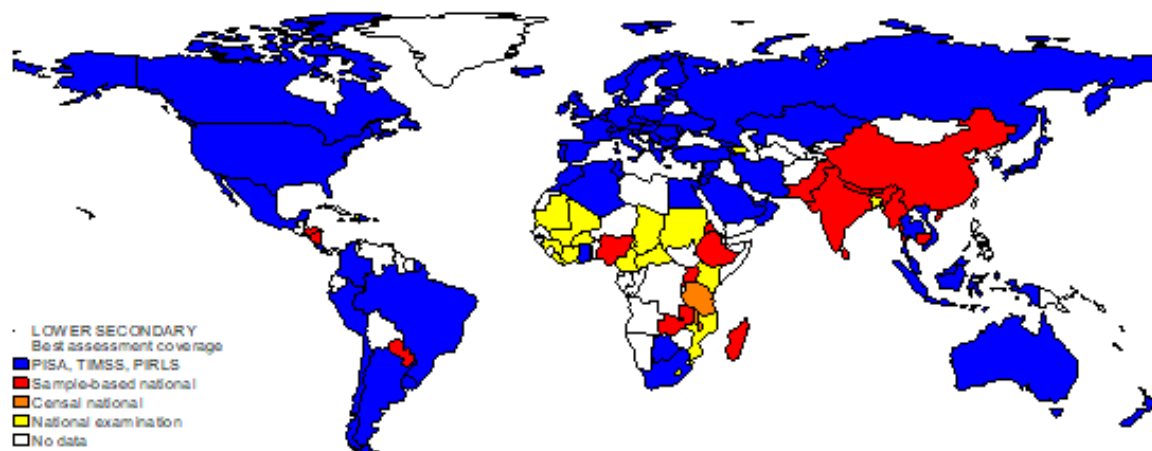 LOWER SECONDARY
Best assessment coverage
PISA, TIMSS, PIRLS
Sample-based national
Censal national
National examination
No data